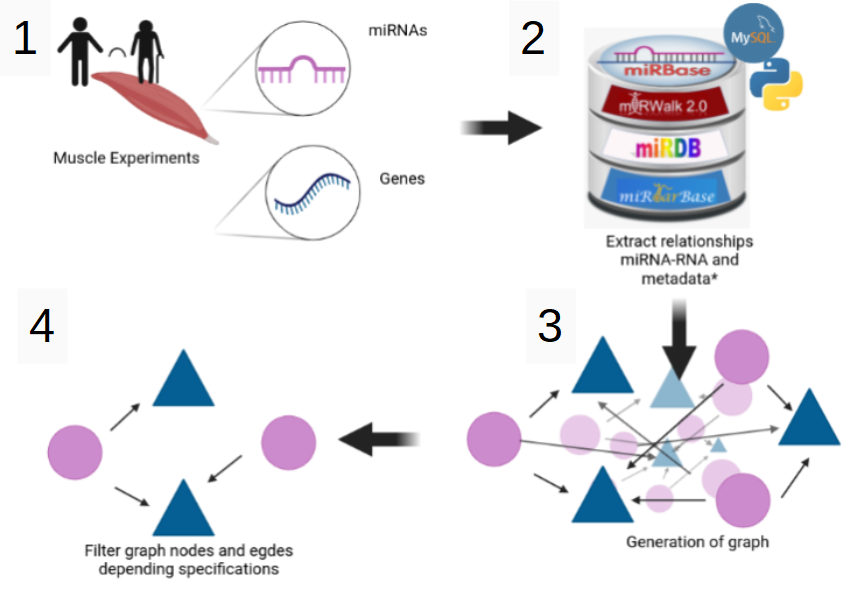 1
miRNAs
Muscle Experiments
Genes
2
MySQL
miRBase
miRWalk 2.0
miRDB
miRTarBase
Extract relationships
miRNA-RNA and
metadata*
3
Generation of graph
4
Filter graph nodes and egdes
depending specifications